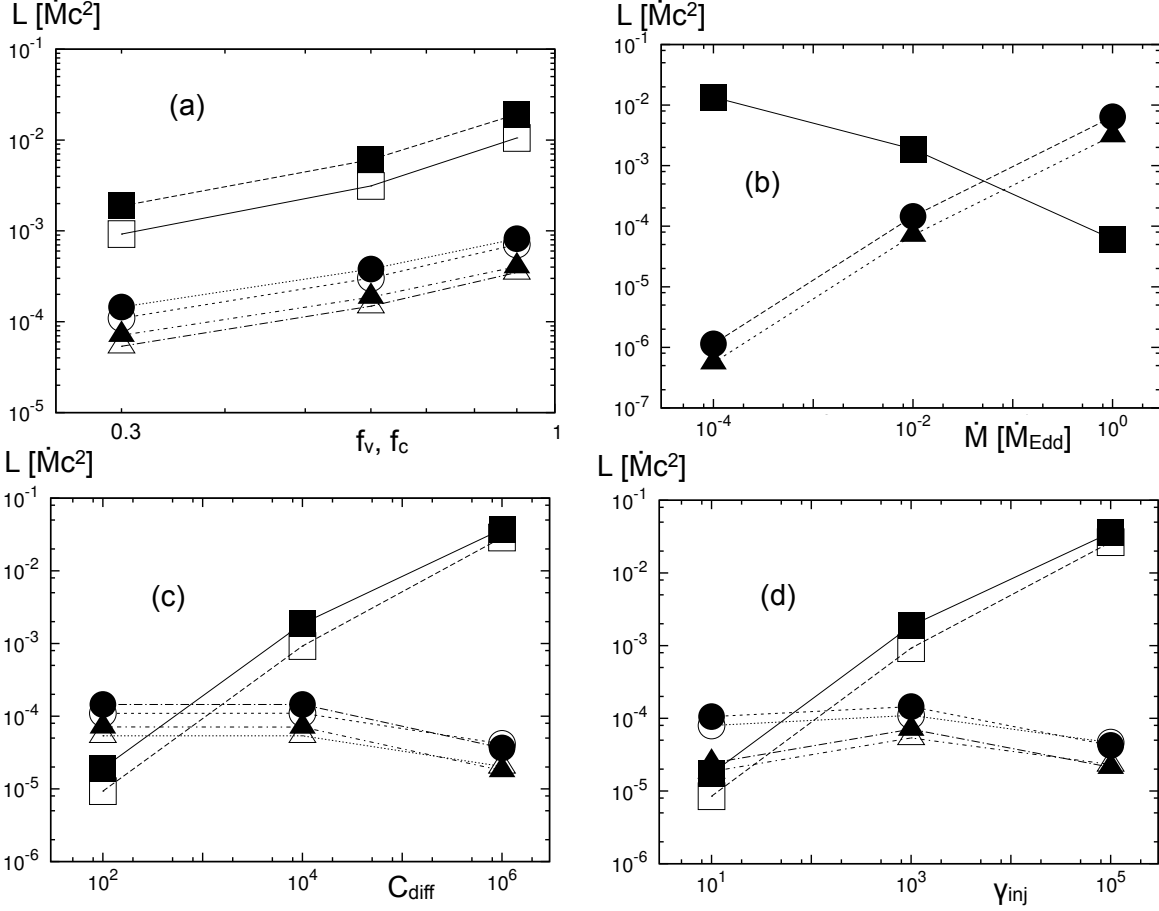 L [Ṁc²]
10⁻¹
10⁻²
10⁻³
10⁻⁴
10⁻⁵
(a)
0.3
f_v, f_c
1
L [Ṁc²]
10⁻¹
10⁻²
10⁻³
10⁻⁴
10⁻⁵
10⁻⁶
10⁻⁷
(b)
10⁻⁴
10⁻²
Ṁ [Ṁ_Edd]
10⁰
L [Ṁc²]
10⁻¹
10⁻²
10⁻³
10⁻⁴
10⁻⁵
10⁻⁶
(c)
10²
10⁴
C_diff
10⁶
L [Ṁc²]
10⁻¹
10⁻²
10⁻³
10⁻⁴
10⁻⁵
10⁻⁶
(d)
10¹
10³
γ_inj
10⁵